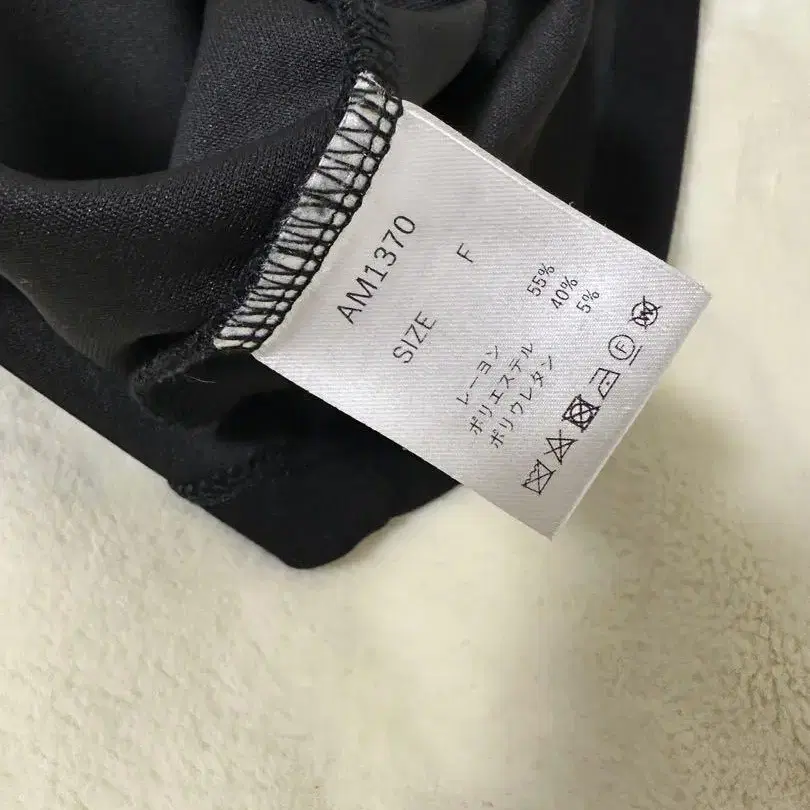 AM1370
SIZE F
レーヨン 55%
ポリエステル 40%
ポリウレタン 5%